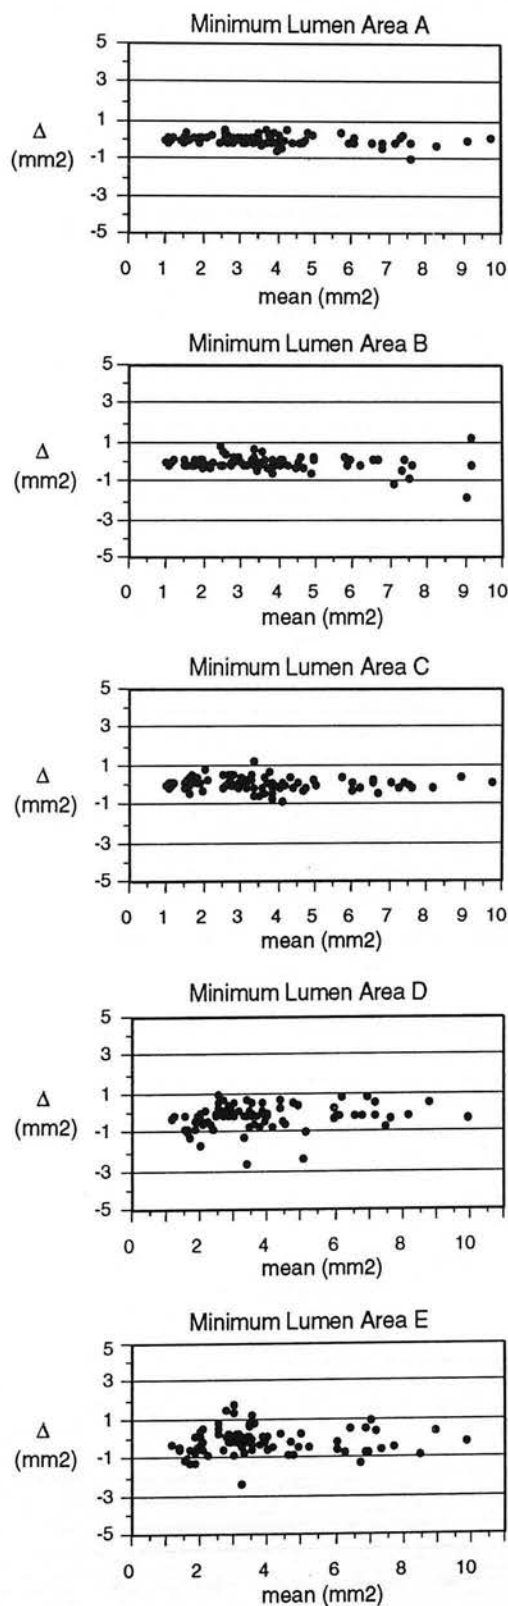 Minimum Lumen Area A
5
3
1
Δ
(mm2)
-1
-3
-5
0 1 2 3 4 5 6 7 8 9 10
mean (mm2)
Minimum Lumen Area B
5
3
1
Δ
(mm2)
-1
-3
-5
0 1 2 3 4 5 6 7 8 9 10
mean (mm2)
Minimum Lumen Area C
5
3
1
Δ
(mm2)
-1
-3
-5
0 1 2 3 4 5 6 7 8 9 10
mean (mm2)
Minimum Lumen Area D
5
3
1
Δ
(mm2)
-1
-3
-5
0 2 4 6 8 10
mean (mm2)
Minimum Lumen Area E
5
3
1
Δ
(mm2)
-1
-3
-5
0 2 4 6 8 10
mean (mm2)